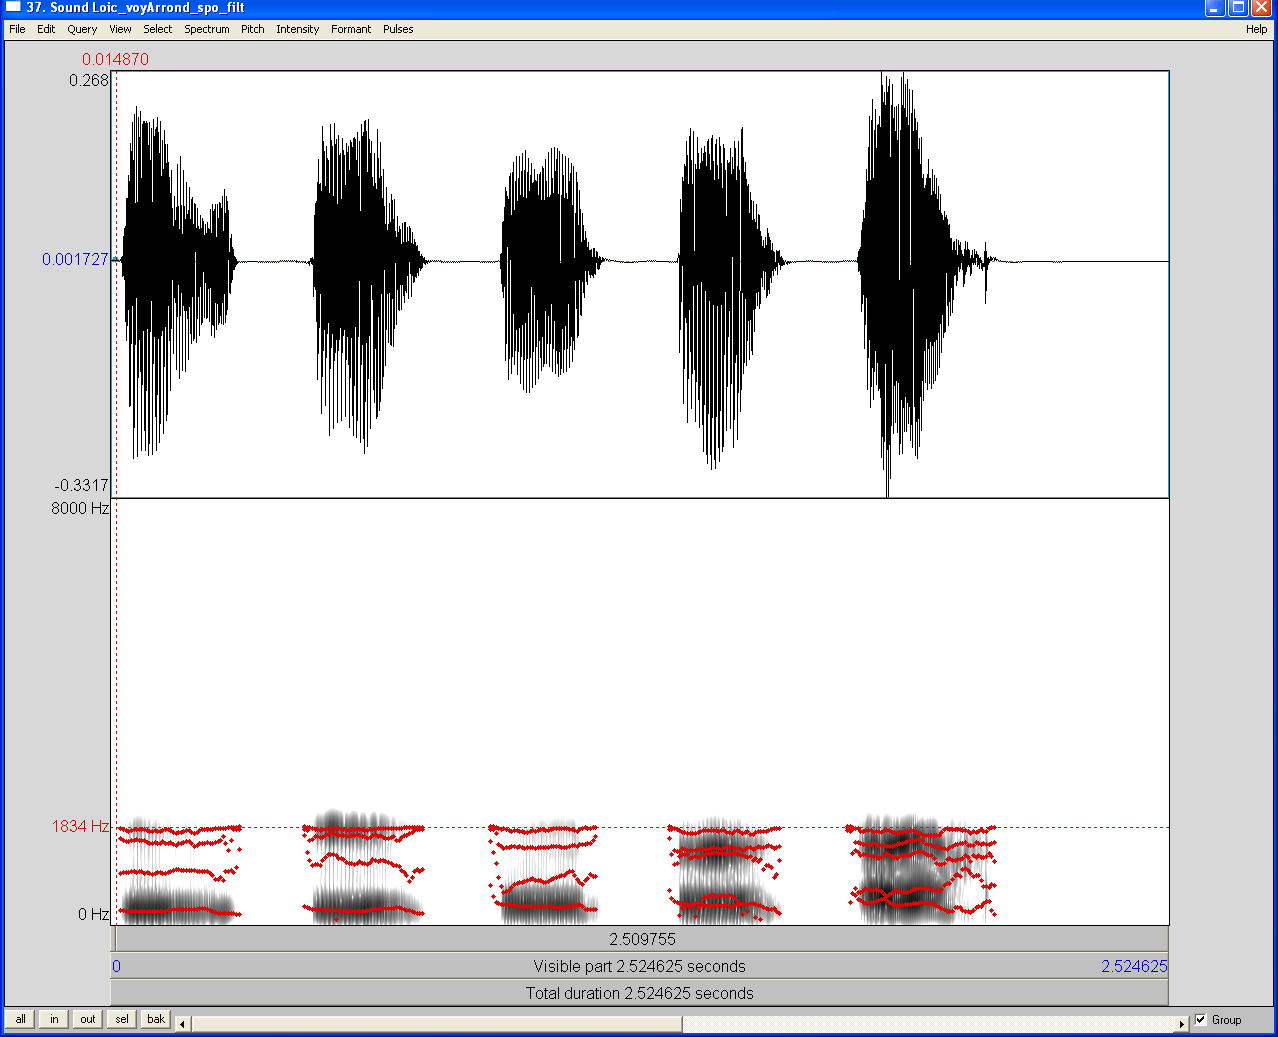 37. Sound Loic_voyArrond_spo_filt
File Edit Query View Select Spectrum Pitch Intensity Formant Pulses Help
0.014870
0.268
0.001727
-0.3317
8000 Hz
1834 Hz
0 Hz
2.509755
0 Visible part 2.524625 seconds 2.524625
Total duration 2.524625 seconds
all in out sel bak Group